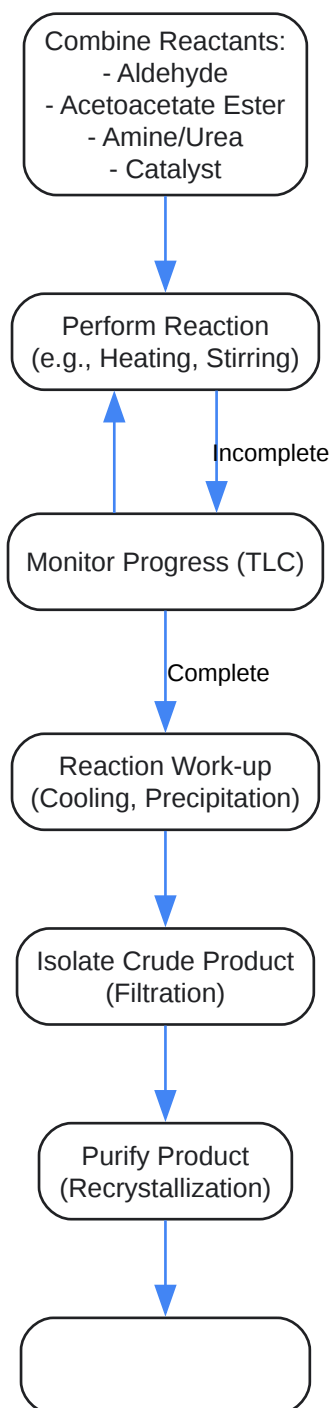 Combine Reactants:
- Aldehyde
- Acetoacetate Ester
- Amine/Urea
- Catalyst
Perform Reaction
(e.g., Heating, Stirring)
Incomplete
Monitor Progress (TLC)
Complete
Reaction Work-up
(Cooling, Precipitation)
Isolate Crude Product
(Filtration)
Purify Product
(Recrystallization)